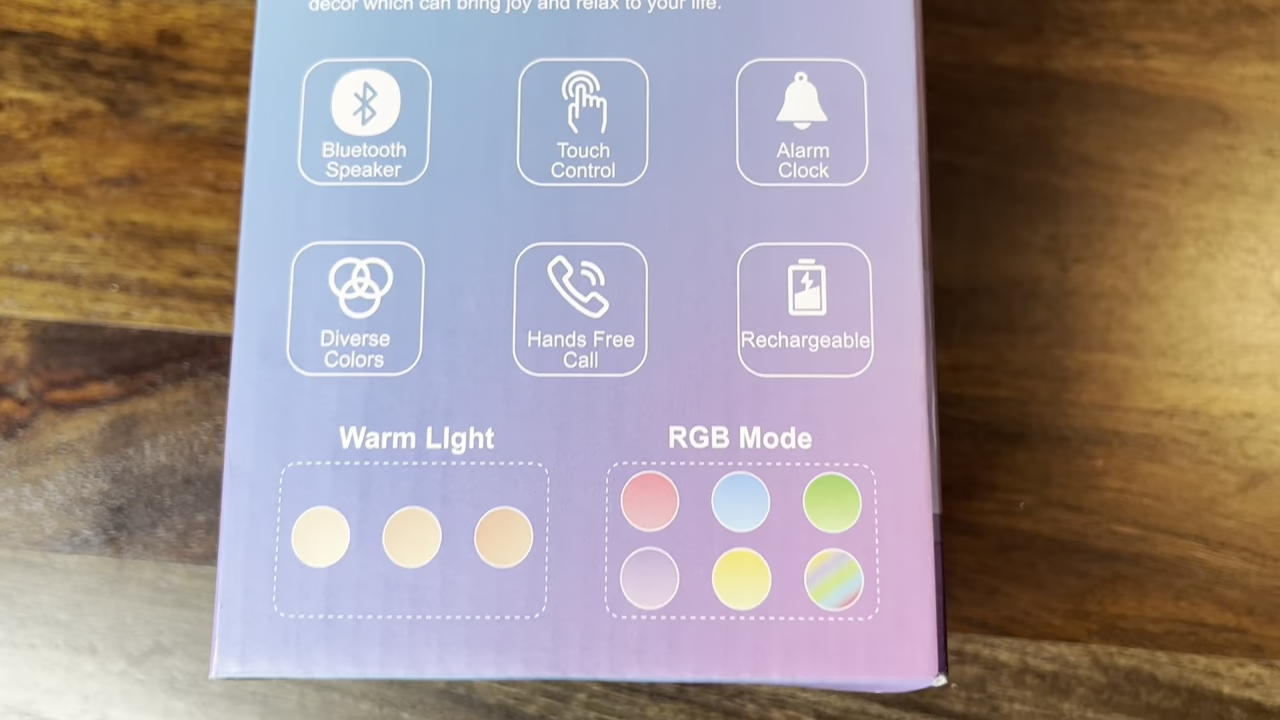 decor which can bring joy and relax to your life.
Bluetooth
Speaker
Touch
Control
Alarm
Clock
Diverse
Colors
Hands Free
Call
Rechargeable
Warm LIght
RGB Mode